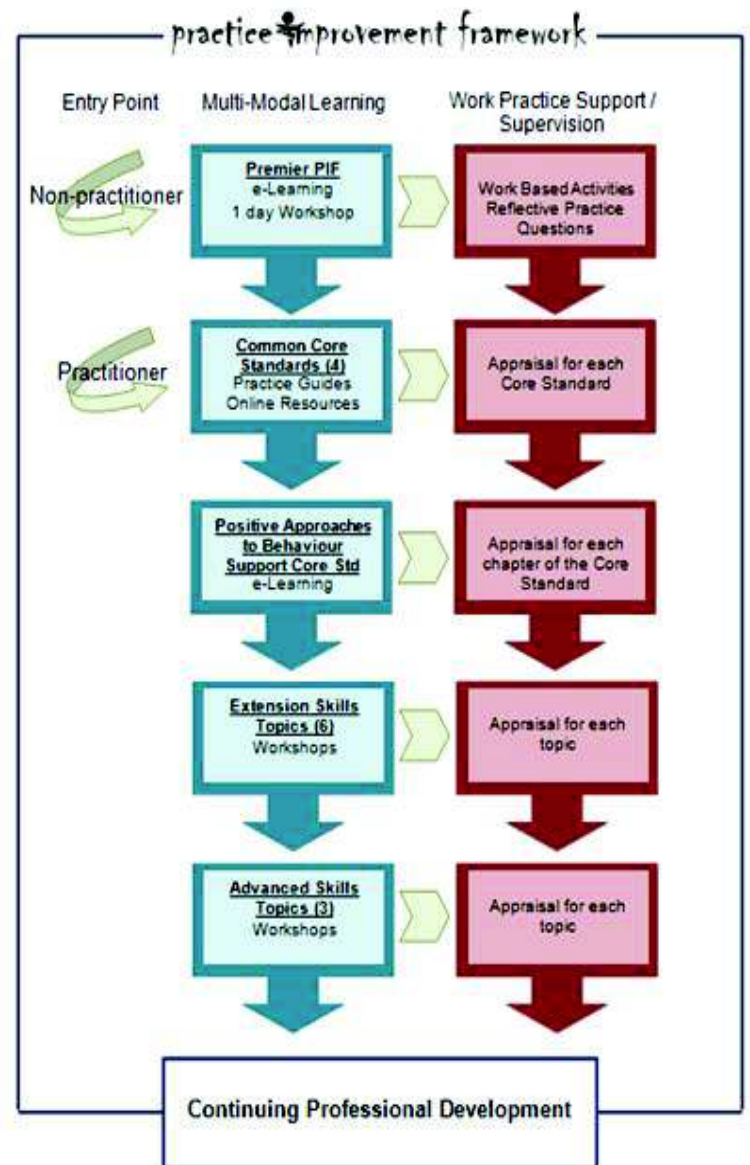 practice improvement framework
Entry Point
Multi-Modal Learning
Work Practice Support /
Supervision
Non-practitioner
Premier PIF
e-Learning
1 day Workshop
Work Based Activities
Reflective Practice
Questions
Practitioner
Common Core
Standards (4)
Practice Guides
Online Resources
Appraisal for each
Core Standard
Positive Approaches
to Behaviour
Support Core Std
e-Learning
Appraisal for each
chapter of the Core
Standard
Extension Skills
Topics (6)
Workshops
Appraisal for each
topic
Advanced Skills
Topics (3)
Workshops
Appraisal for each
topic
Continuing Professional Development